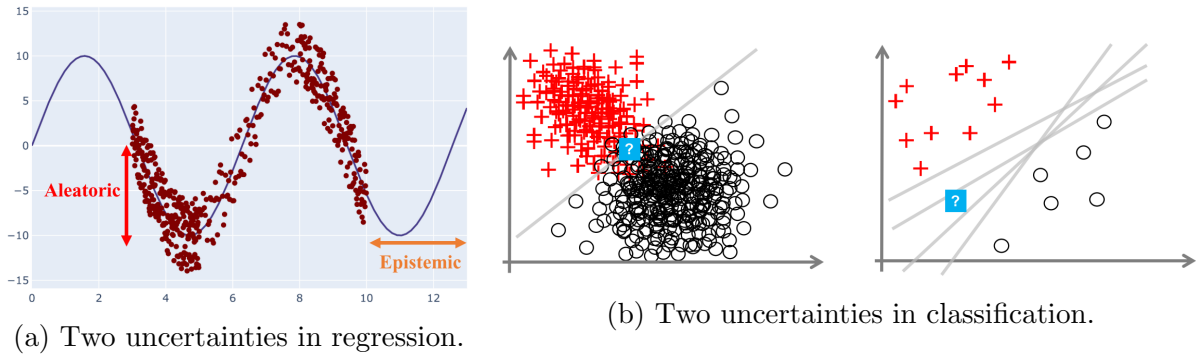 15
10
5
0
−5
−10
−15
Aleatoric
Epistemic
0 2 4 6 8 10 12
(a) Two uncertainties in regression.
?
?
(b) Two uncertainties in classification.